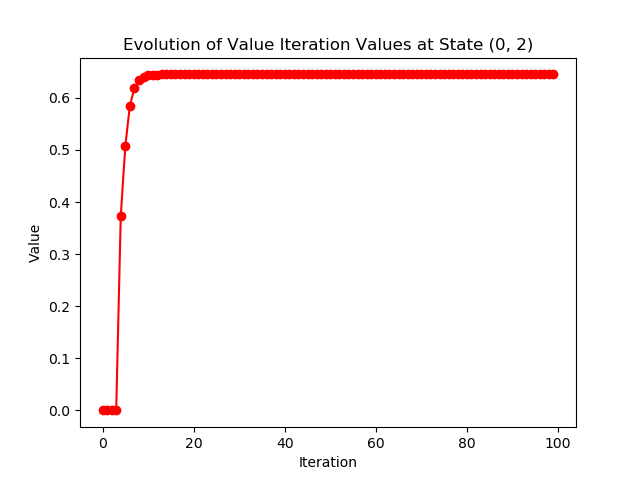 Evolution of Value Iteration Values at State (0, 2)
Value
0.6
0.5
0.4
0.3
0.2
0.1
0.0
0 20 40 60 80 100
Iteration